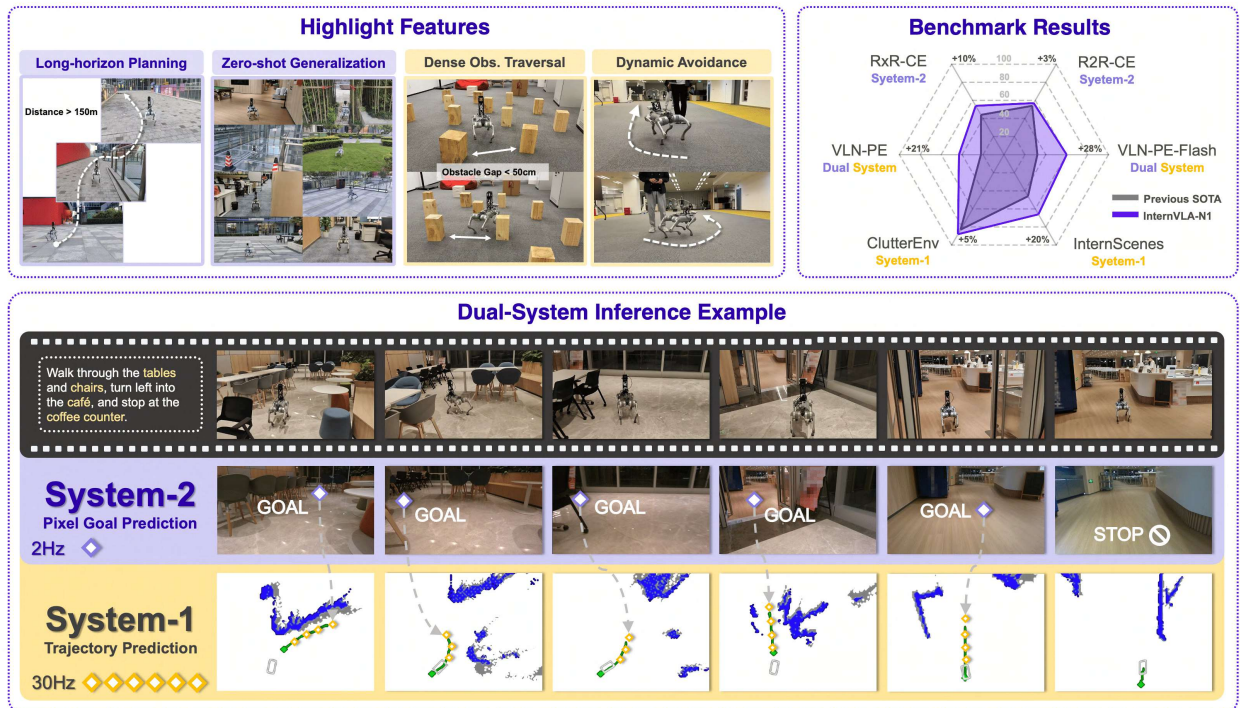 Highlight Features
Long-horizon Planning
Zero-shot Generalization
Dense Obs. Traversal
Dynamic Avoidance
Distance > 150m
Obstacle Gap < 50cm
Benchmark Results
RxR-CE
Syetem-2
+10%
100
80
60
40
20
+3%
R2R-CE
Syetem-2
VLN-PE
Dual System
+21%
+28%
VLN-PE-Flash
Dual System
Previous SOTA
InternVLA-N1
ClutterEnv
Syetem-1
+5%
+20%
InternScenes
Syetem-1
Dual-System Inference Example
Walk through the tables
and chairs, turn left into
the café, and stop at the
coffee counter.
System-2
Pixel Goal Prediction
2Hz
GOAL
GOAL
GOAL
GOAL
GOAL
STOP
System-1
Trajectory Prediction
30Hz